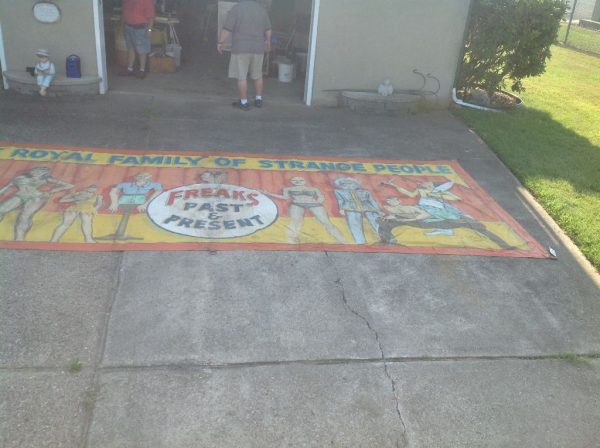 ROYAL FAMILY OF STRANGE PEOPLE
FREAKS
PAST
&
PRESENT